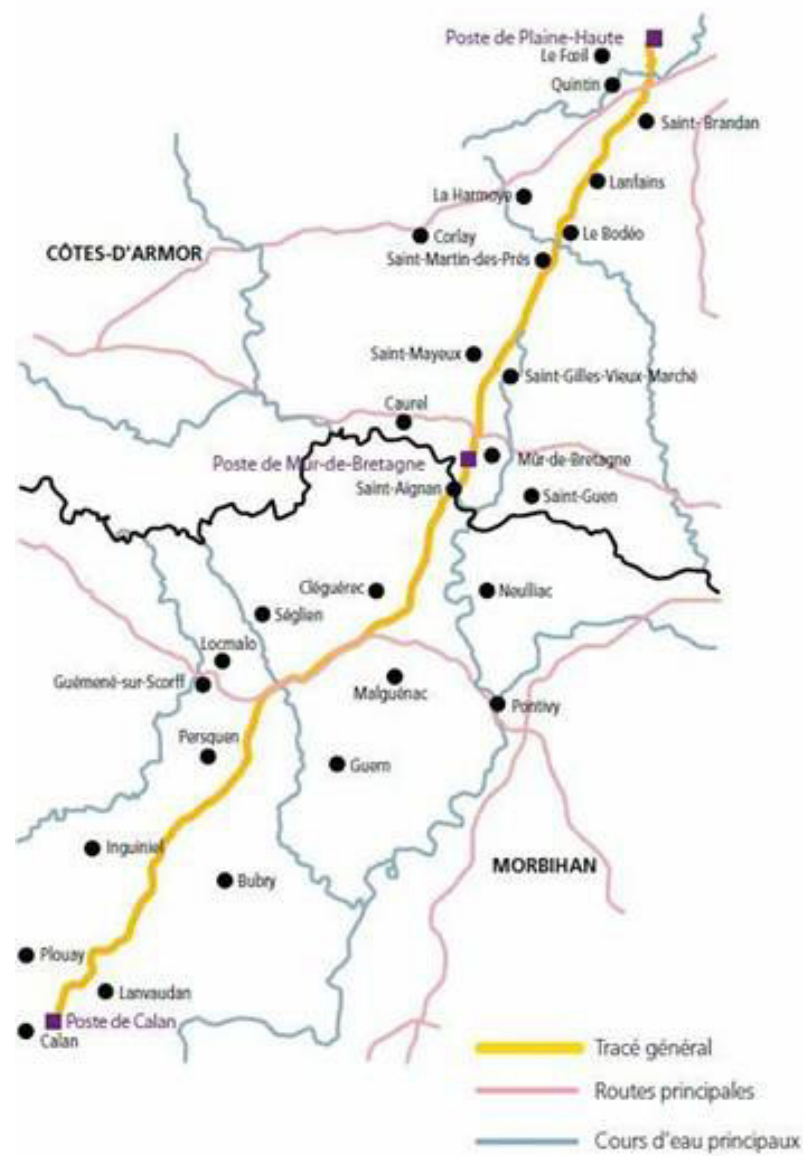 Poste de Plaine-Haute
Le Fœil
Quintin
Saint-Brandan
Lanfains
La Harmoye
Le Bodéo
Corlay
CÔTES-D'ARMOR
Saint-Martin-des-Prés
Saint-Mayeux
Saint-Gilles-Vieux-Marché
Caurel
Poste de Mûr-de-Bretagne
Mûr-de-Bretagne
Saint-Aignan
Saint-Guen
Cléguérec
Neulliac
Séglien
Locmalo
Guémené-sur-Scorff
Malguénac
Pontivy
Persquen
Guern
Inguiniel
MORBIHAN
Bubry
Plouay
Lanvaudan
Poste de Calan
Calan
Tracé général
Routes principales
Cours d'eau principaux